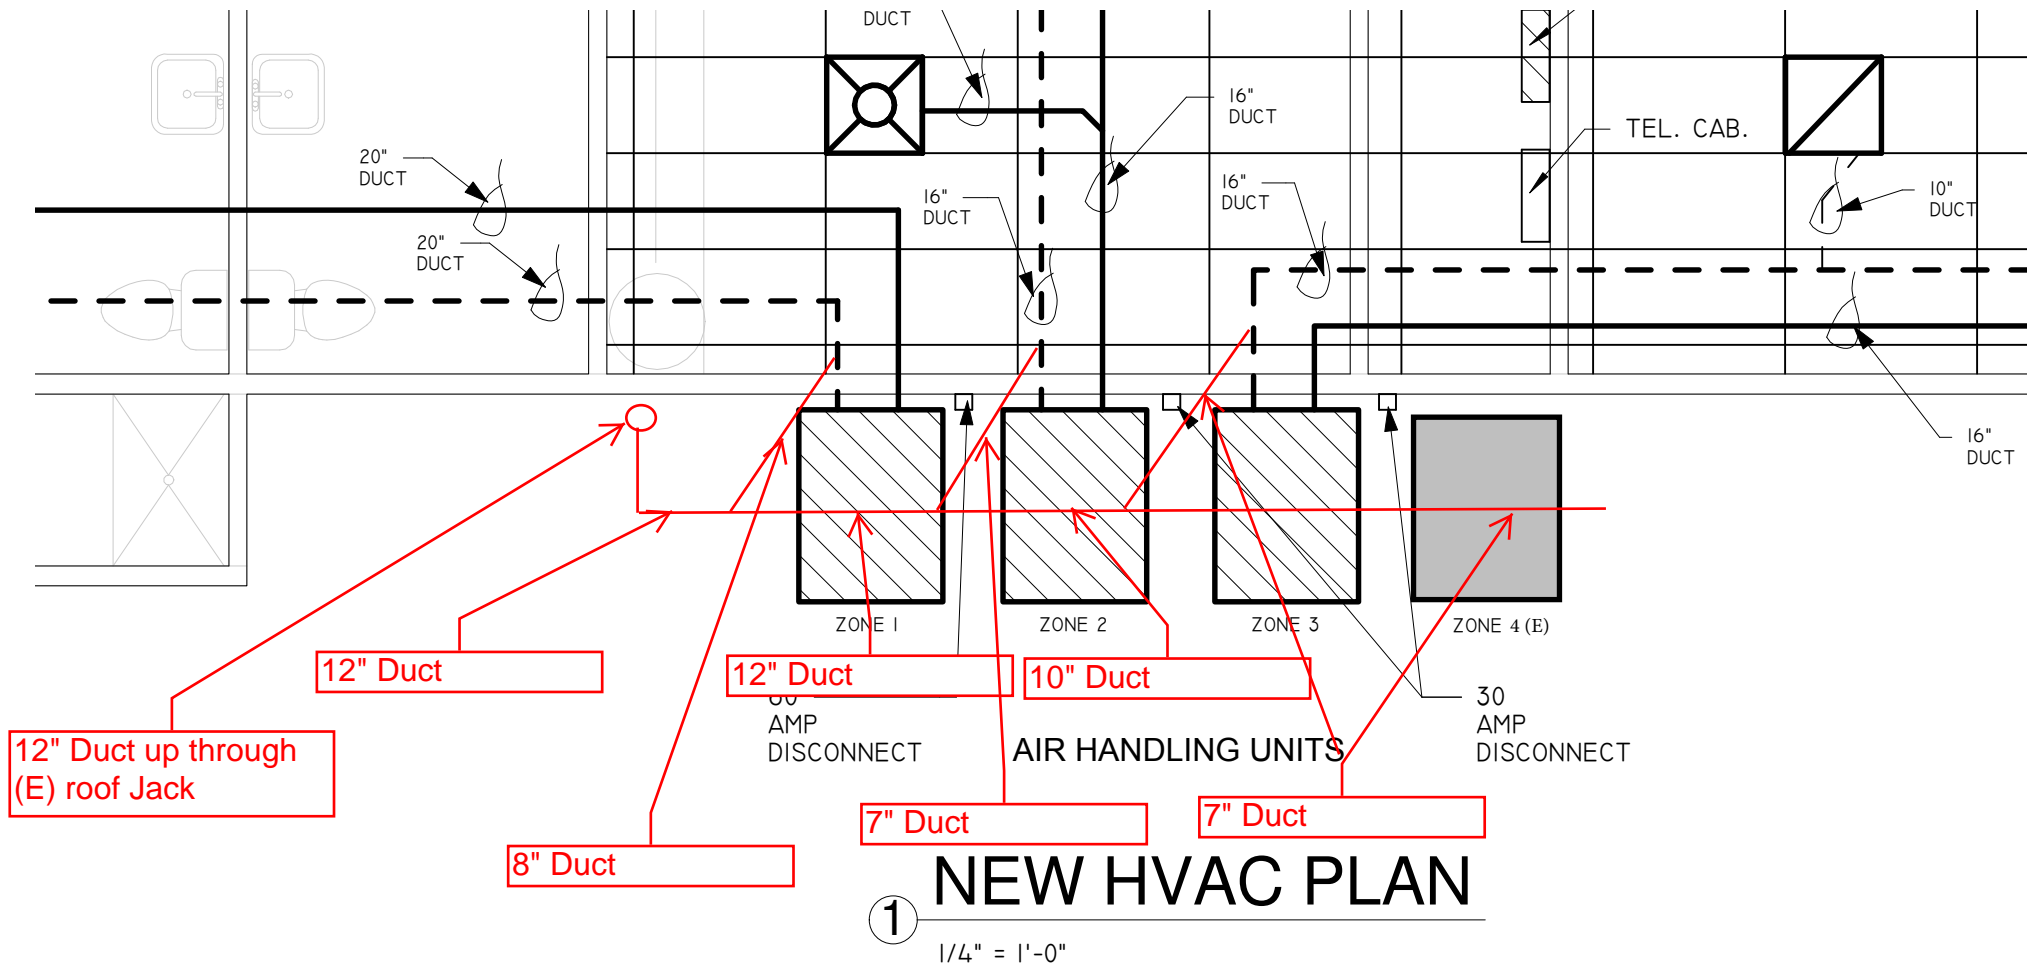 DUCT
16"
DUCT
TEL. CAB.
20"
DUCT
16"
DUCT
16"
DUCT
10"
DUCT
20"
DUCT
16"
DUCT
ZONE 1
ZONE 2
ZONE 3
ZONE 4 (E)
12" Duct
12" Duct
10" Duct
AMP
DISCONNECT
30
AMP
DISCONNECT
12" Duct up through
(E) roof Jack
AIR HANDLING UNITS
7" Duct
7" Duct
8" Duct
NEW HVAC PLAN
1
1/4" = 1'-0"